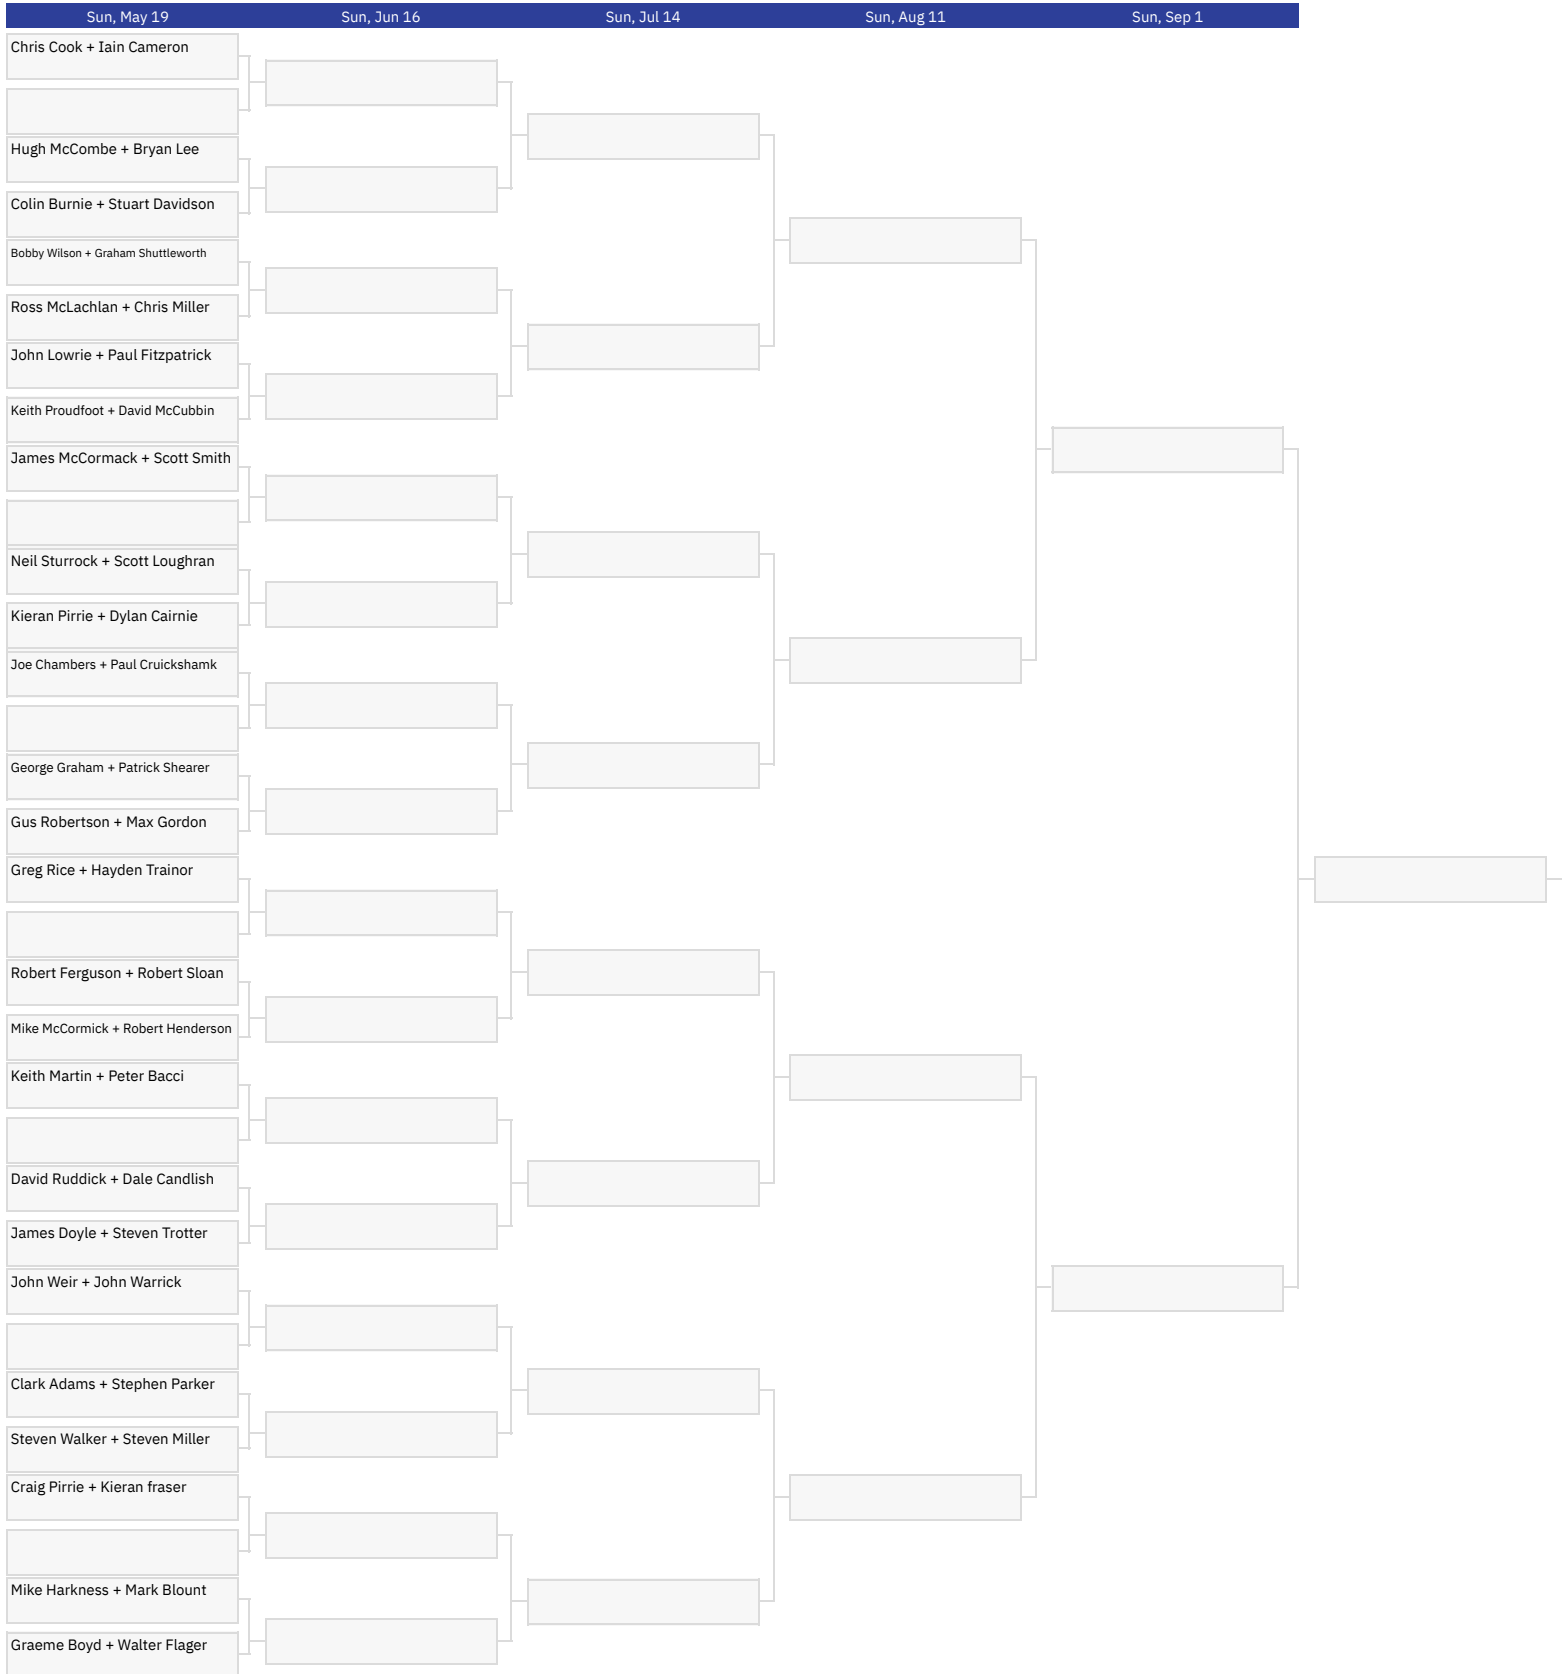 Sun, May 19 Sun, Jun 16 Sun, Jul 14 Sun, Aug 11 Sun, Sep 1
Chris Cook + Iain Cameron
Hugh McCombe + Bryan Lee
Colin Burnie + Stuart Davidson
Bobby Wilson + Graham Shuttleworth
Ross McLachlan + Chris Miller
John Lowrie + Paul Fitzpatrick
Keith Proudfoot + David McCubbin
James McCormack + Scott Smith
Neil Sturrock + Scott Loughran
Kieran Pirrie + Dylan Cairnie
Joe Chambers + Paul Cruickshamk
George Graham + Patrick Shearer
Gus Robertson + Max Gordon
Greg Rice + Hayden Trainor
Robert Ferguson + Robert Sloan
Mike McCormick + Robert Henderson
Keith Martin + Peter Bacci
David Ruddick + Dale Candlish
James Doyle + Steven Trotter
John Weir + John Warrick
Clark Adams + Stephen Parker
Steven Walker + Steven Miller
Craig Pirrie + Kieran fraser
Mike Harkness + Mark Blount
Graeme Boyd + Walter Flager